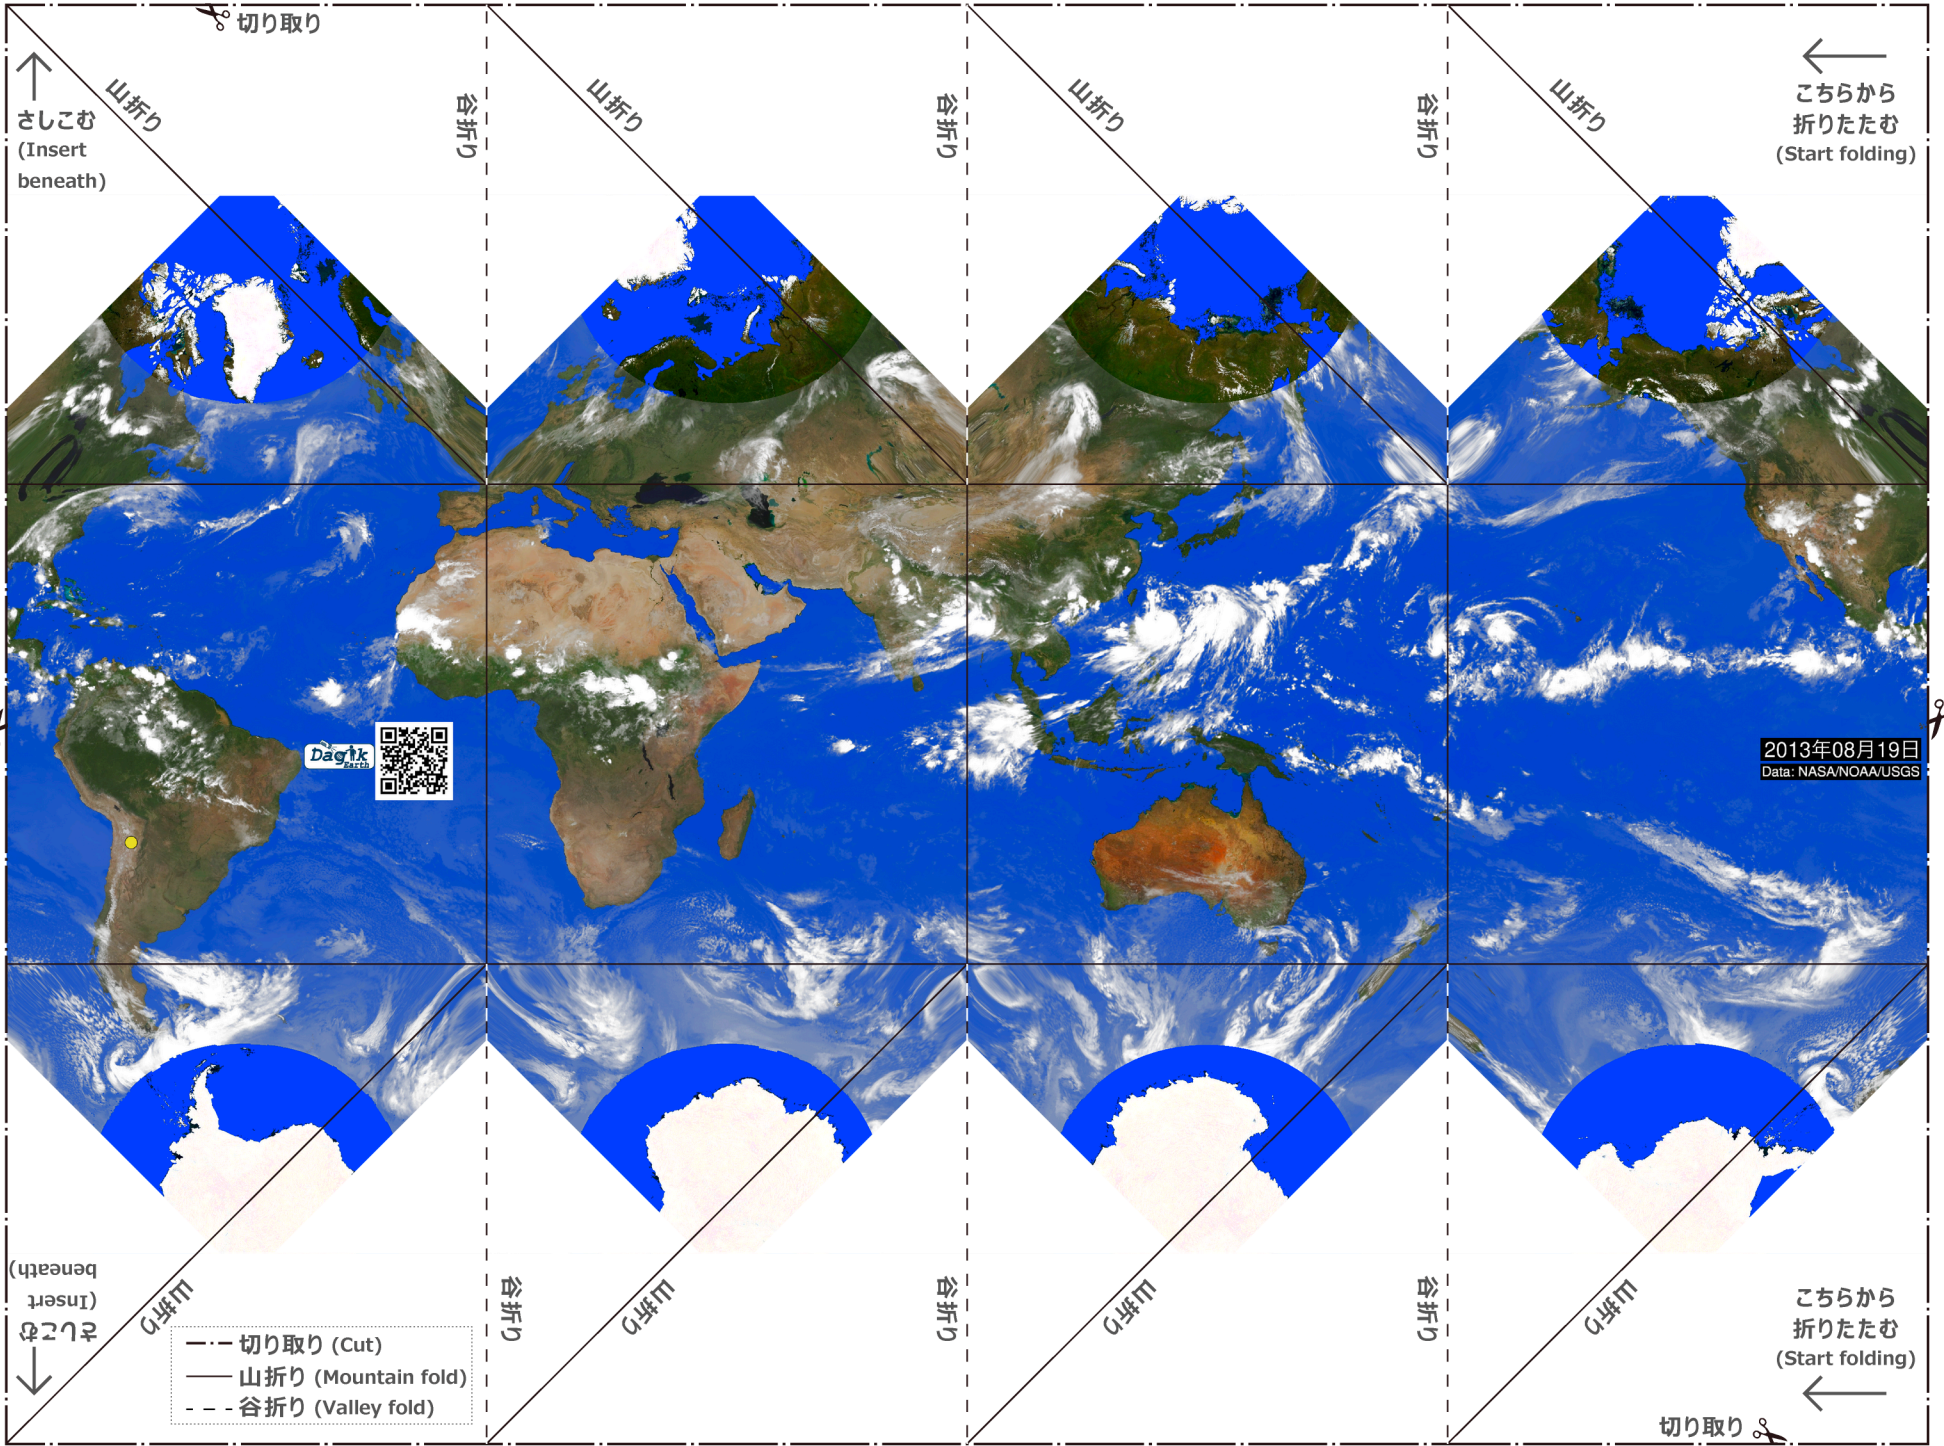 切り取り
山折り
谷折り
山折り
谷折り
山折り
谷折り
山折り
さしこむ
(Insert
beneath)
こちらから
折りたたむ
(Start folding)
Dagik
Earth
2013年08月19日
Data: NASA/NOAA/USGS
さしこむ
(Insert
beneath)
山折り
谷折り
山折り
谷折り
山折り
谷折り
山折り
こちらから
折りたたむ
(Start folding)
切り取り (Cut)
山折り (Mountain fold)
谷折り (Valley fold)
切り取り